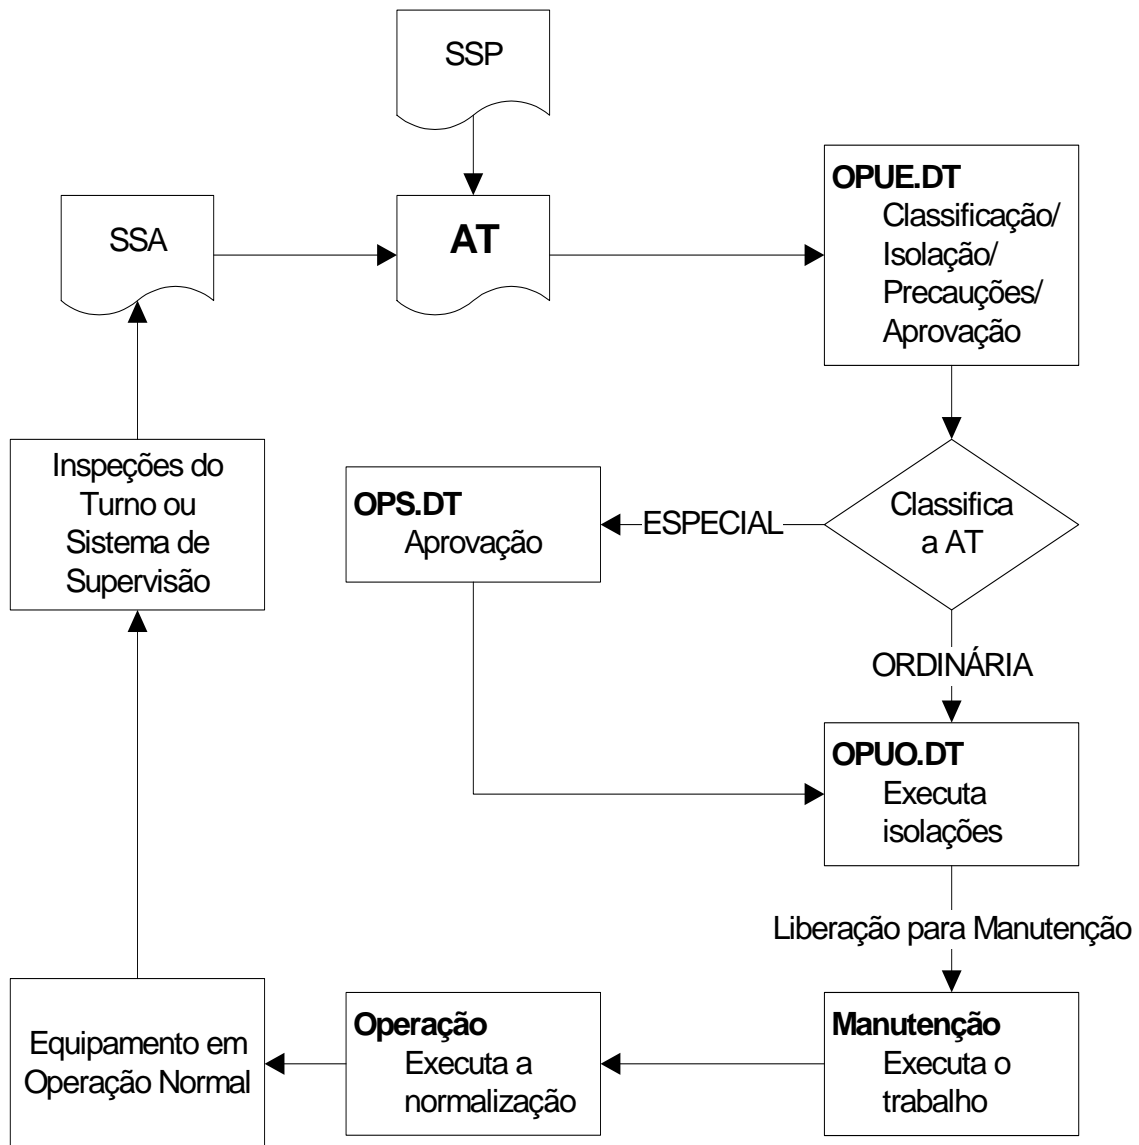 SSP
SSA
AT
OPUE.DT
Classificação/
Isolação/
Precauções/
Aprovação
Inspeções do
Turno ou
Sistema de
Supervisão
OPS.DT
Aprovação
ESPECIAL
Classifica
a AT
ORDINÁRIA
OPUO.DT
Executa
isolações
Liberação para Manutenção
Equipamento em
Operação Normal
Operação
Executa a
normalização
Manutenção
Executa o
trabalho